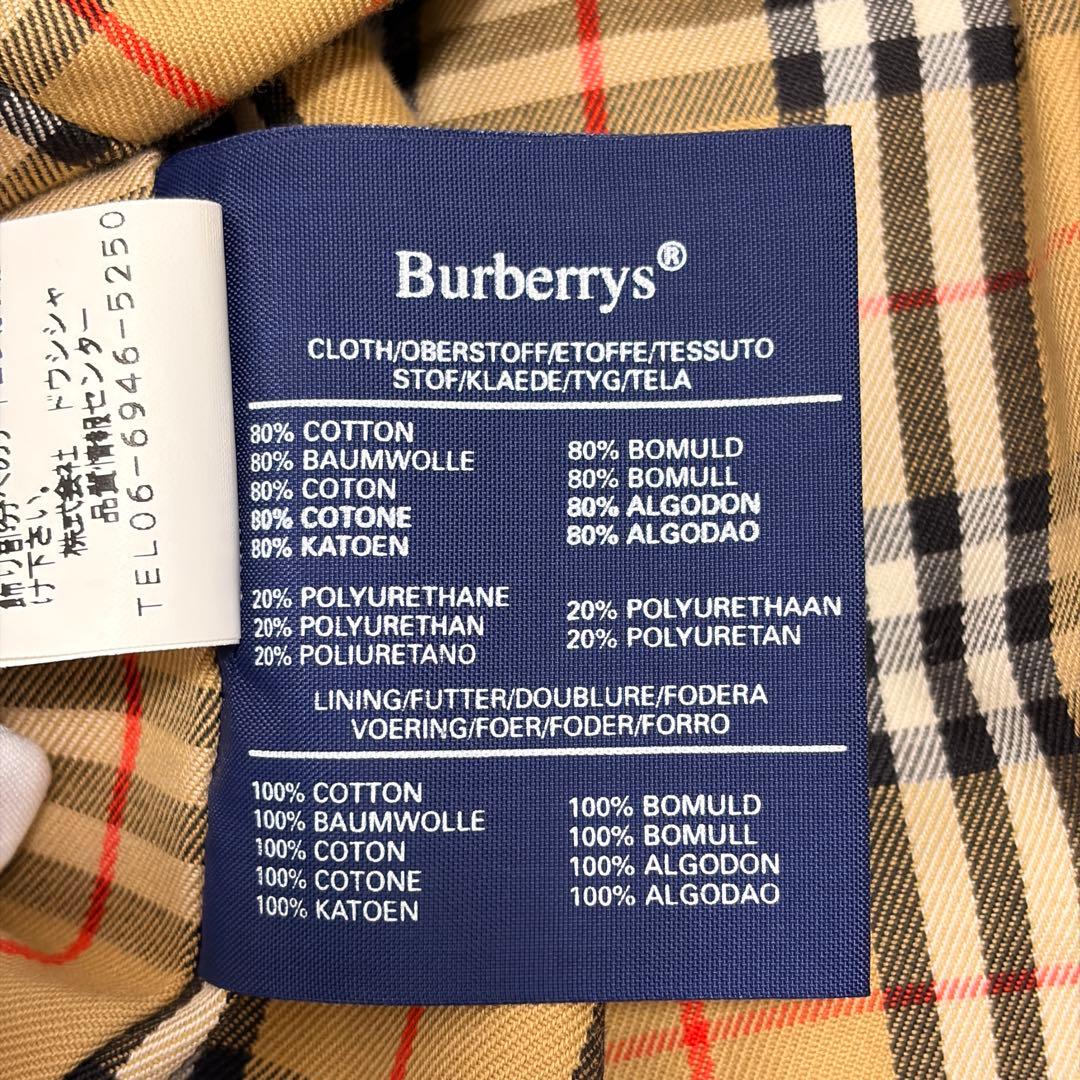 Burberrys®
CLOTH/OBERSTOFF/ETOFFE/TESSUTO
STOF/KLAEDE/TYG/TELA
80% COTTON
80% BAUMWOLLE
80% COTON
80% COTONE
80% KATOEN
80% BOMULD
80% BOMULL
80% ALGODON
80% ALGODAO
20% POLYURETHANE
20% POLYURETHAN
20% POLIURETANO
20% POLYURETHAAN
20% POLYURETAN
LINING/FUTTER/DOUBLURE/FODERA
VOERING/FOER/FODER/FORRO
100% COTTON
100% BAUMWOLLE
100% COTON
100% COTONE
100% KATOEN
100% BOMULD
100% BOMULL
100% ALGODON
100% ALGODAO
け下さい。
株式会社 ドウシシャ
品質情報センター
TEL06-6946-5250